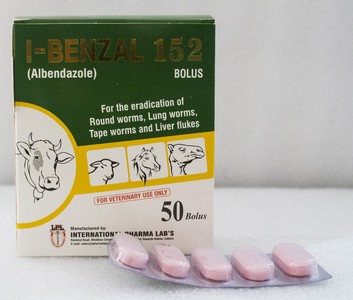 I-BENZAL 152
(Albendazole) BOLUS
For the eradication of
Round worms, Lung worms,
Tape worms and Liver flukes
FOR VETERINARY USE ONLY
50 Bolus
Manufactured by:
INTERNATIONAL PHARMA LAB'S